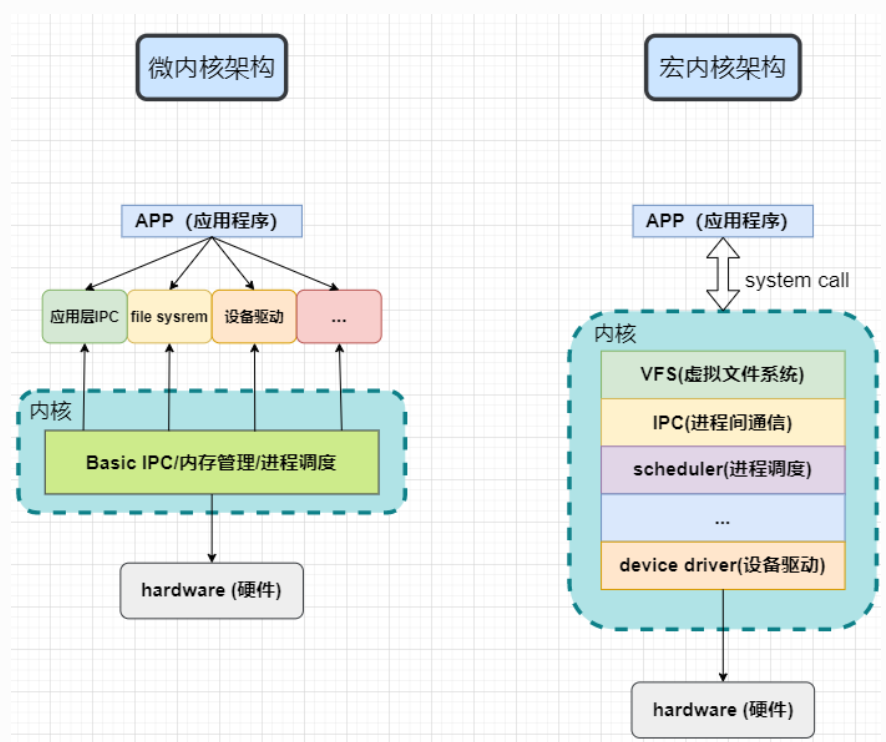 微内核架构
APP（应用程序）
应用层IPC
file sysrem
设备驱动
...
内核
Basic IPC/内存管理/进程调度
hardware (硬件)
宏内核架构
APP（应用程序）
system call
内核
VFS(虚拟文件系统)
IPC(进程间通信)
scheduler(进程调度)
...
device driver(设备驱动)
hardware (硬件)